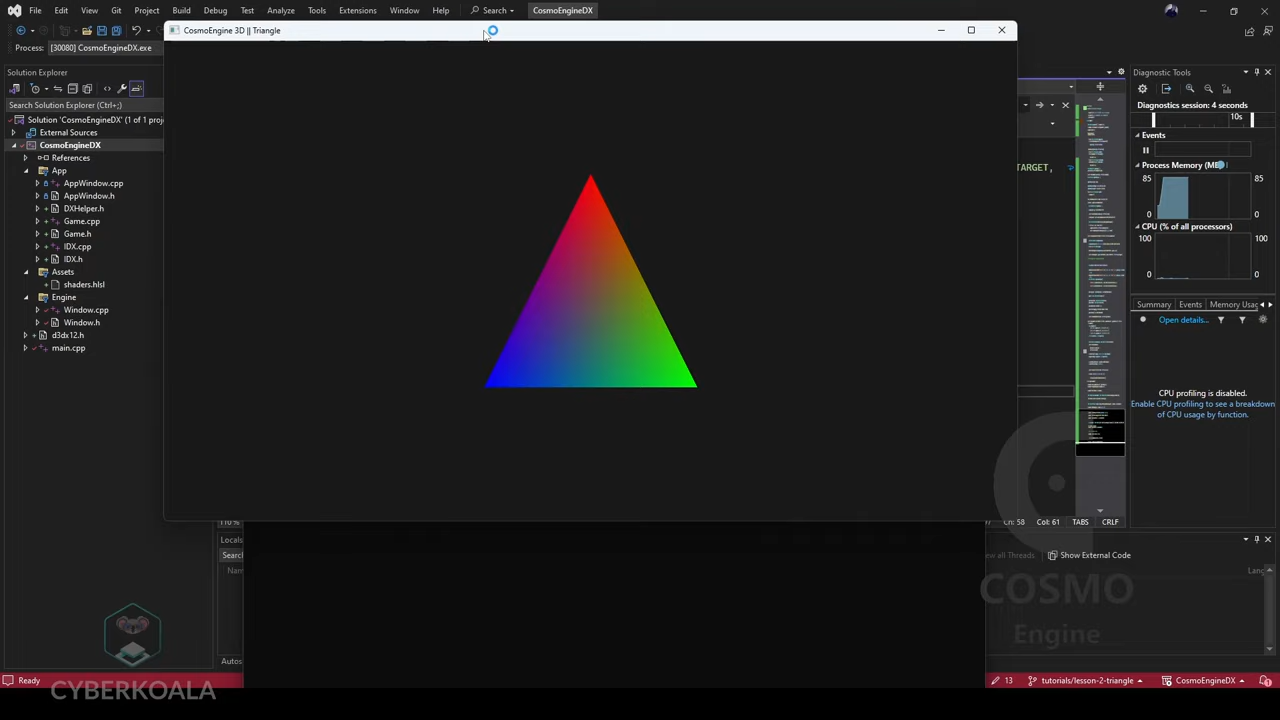 File Edit View Git Project Build Debug Test Analyze Tools Extensions Window Help Search CosmoEngineDX
Process: [30080] CosmoEngineDX.exe
CosmoEngine 3D || Triangle
Solution Explorer
Search Solution Explorer (Ctrl+;)
Solution 'CosmoEngineDX' (1 of 1 proj
External Sources
CosmoEngineDX
References
App
AppWindow.cpp
AppWindow.h
DXHelper.h
Game.cpp
Game.h
IDX.cpp
IDX.h
Assets
shaders.hlsl
Engine
Window.cpp
Window.h
d3dx12.h
main.cpp
TARGET,
Diagnostic Tools
Diagnostics session: 4 seconds
10s
Events
Process Memory (MB)
85 85
0 0
CPU (% of all processors)
100 100
0 0
Summary Events Memory Usag
Open details...
CPU profiling is disabled.
Enable CPU profiling to see a breakdown
of CPU usage by function.
110 %
Ln: 58 Col: 61 TABS CRLF
Locals
Search
Nam
Show External Code
Lang
Autos
COSMO
Engine
CYBERKOALA
Ready
13 tutorials/lesson-2-triangle CosmoEngineDX